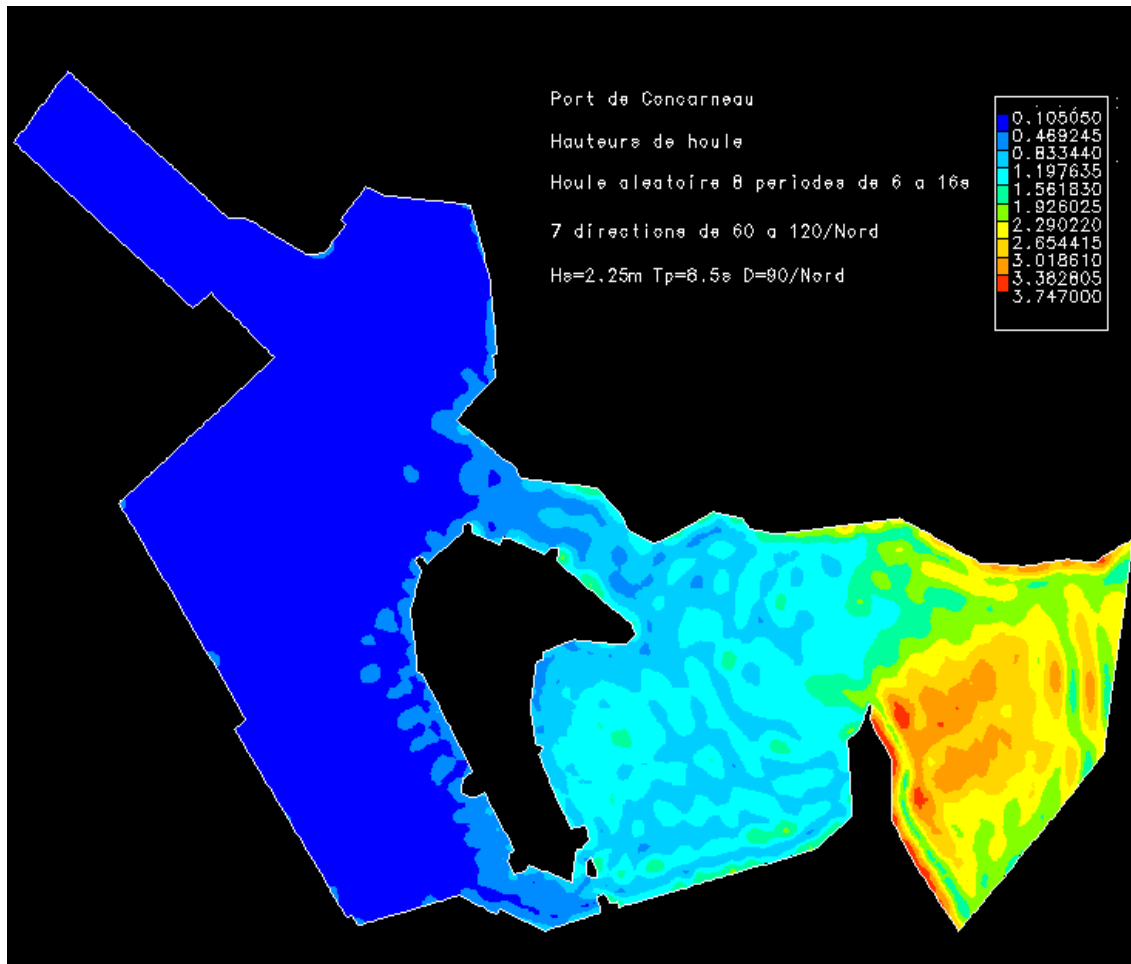 Port de Concarneau
Hauteurs de houle
Houle aleatoire 8 periodes de 6 a 16s
7 directions de 60 a 120/Nord
Hs=2.25m Tp=8.5s D=90/Nord
0.105050
0.469245
0.833440
1.197635
1.561830
1.926025
2.290220
2.654415
3.018610
3.382805
3.747000